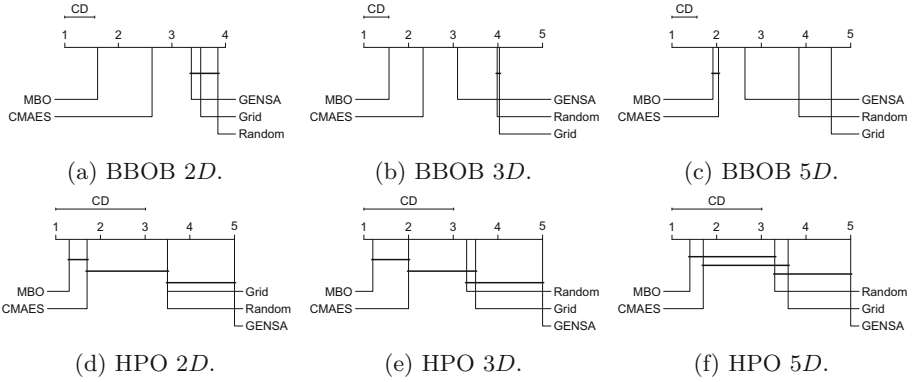 CD CD CD
1 2 3 4 1 2 3 4 5 1 2 3 4 5
MBO GENSA MBO GENSA MBO GENSA
CMAES Grid CMAES Random CMAES Random
Random Grid Grid
(a) BBOB 2D. (b) BBOB 3D. (c) BBOB 5D.
CD CD CD
1 2 3 4 5 1 2 3 4 5 1 2 3 4 5
MBO Grid MBO Random MBO Random
CMAES Random CMAES Grid CMAES Grid
GENSA GENSA GENSA
(d) HPO 2D. (e) HPO 3D. (f) HPO 5D.